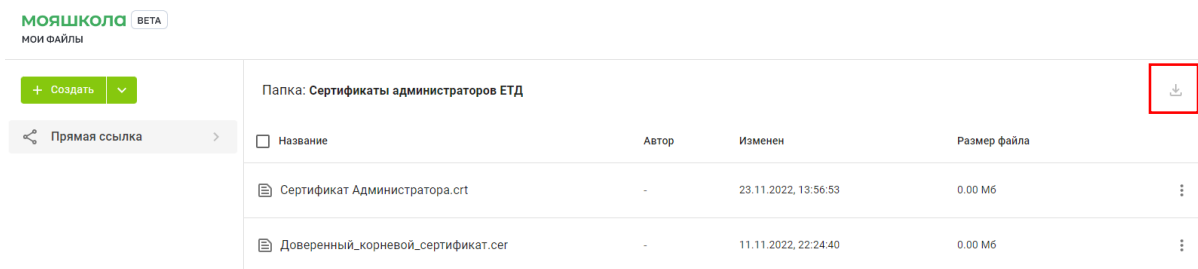 мояшкола BETA
МОИ ФАЙЛЫ
+ Создать
Прямая ссылка
Папка: Сертификаты администраторов ЕТД
Название Автор Изменен Размер файла
Сертификат Администратора.crt - 23.11.2022, 13:56:53 0.00 Мб
Доверенный_корневой_сертификат.cer - 11.11.2022, 22:24:40 0.00 Мб